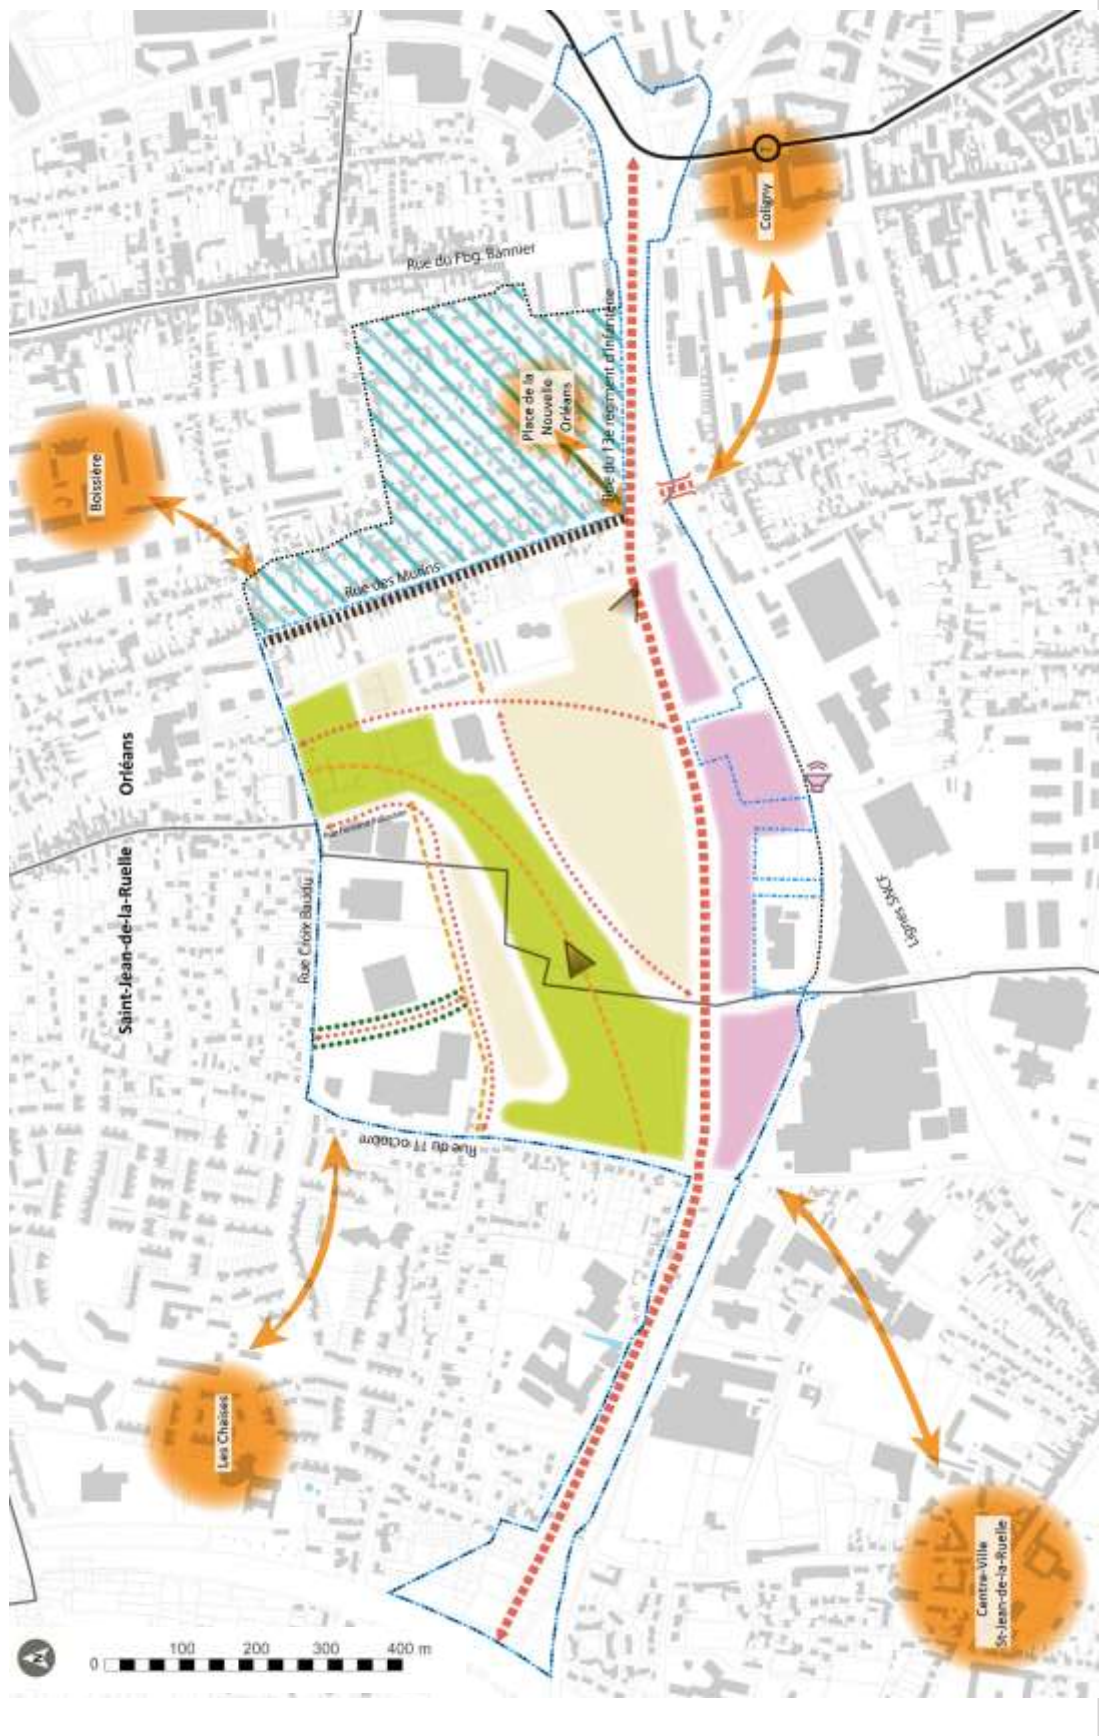 Rue du Fbg. Bannier
Place de la
Nouvelle
Orléans
Coligny
Boissière
Rue du 13e régiment d'infanterie
Rue des Murlins
Orléans
Saint-Jean-de-la-Ruelle
Rue Croix Baudu
Lignes SNCF
Rue du 11 octobre
Les Chaises
Centre-Ville
St-Jean-de-la-Ruelle
N
0 100 200 300 400 m